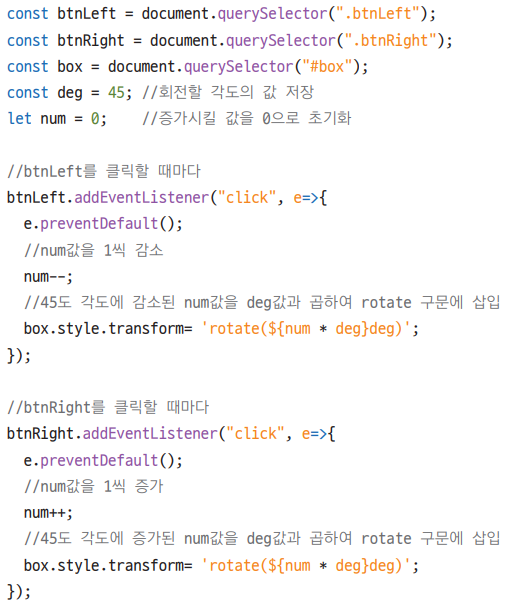 const btnLeft = document.querySelector(".btnLeft");
const btnRight = document.querySelector(".btnRight");
const box = document.querySelector("#box");
const deg = 45; //회전할 각도의 값 저장
let num = 0;    //증가시킬 값을 0으로 초기화

//btnLeft를 클릭할 때마다
btnLeft.addEventListener("click", e=>{
  e.preventDefault();
  //num값을 1씩 감소
  num--;
  //45도 각도에 감소된 num값을 deg값과 곱하여 rotate 구문에 삽입
  box.style.transform= 'rotate(${num * deg}deg)';
});

//btnRight를 클릭할 때마다
btnRight.addEventListener("click", e=>{
  e.preventDefault();
  //num값을 1씩 증가
  num++;
  //45도 각도에 증가된 num값을 deg값과 곱하여 rotate 구문에 삽입
  box.style.transform= 'rotate(${num * deg}deg)';
});